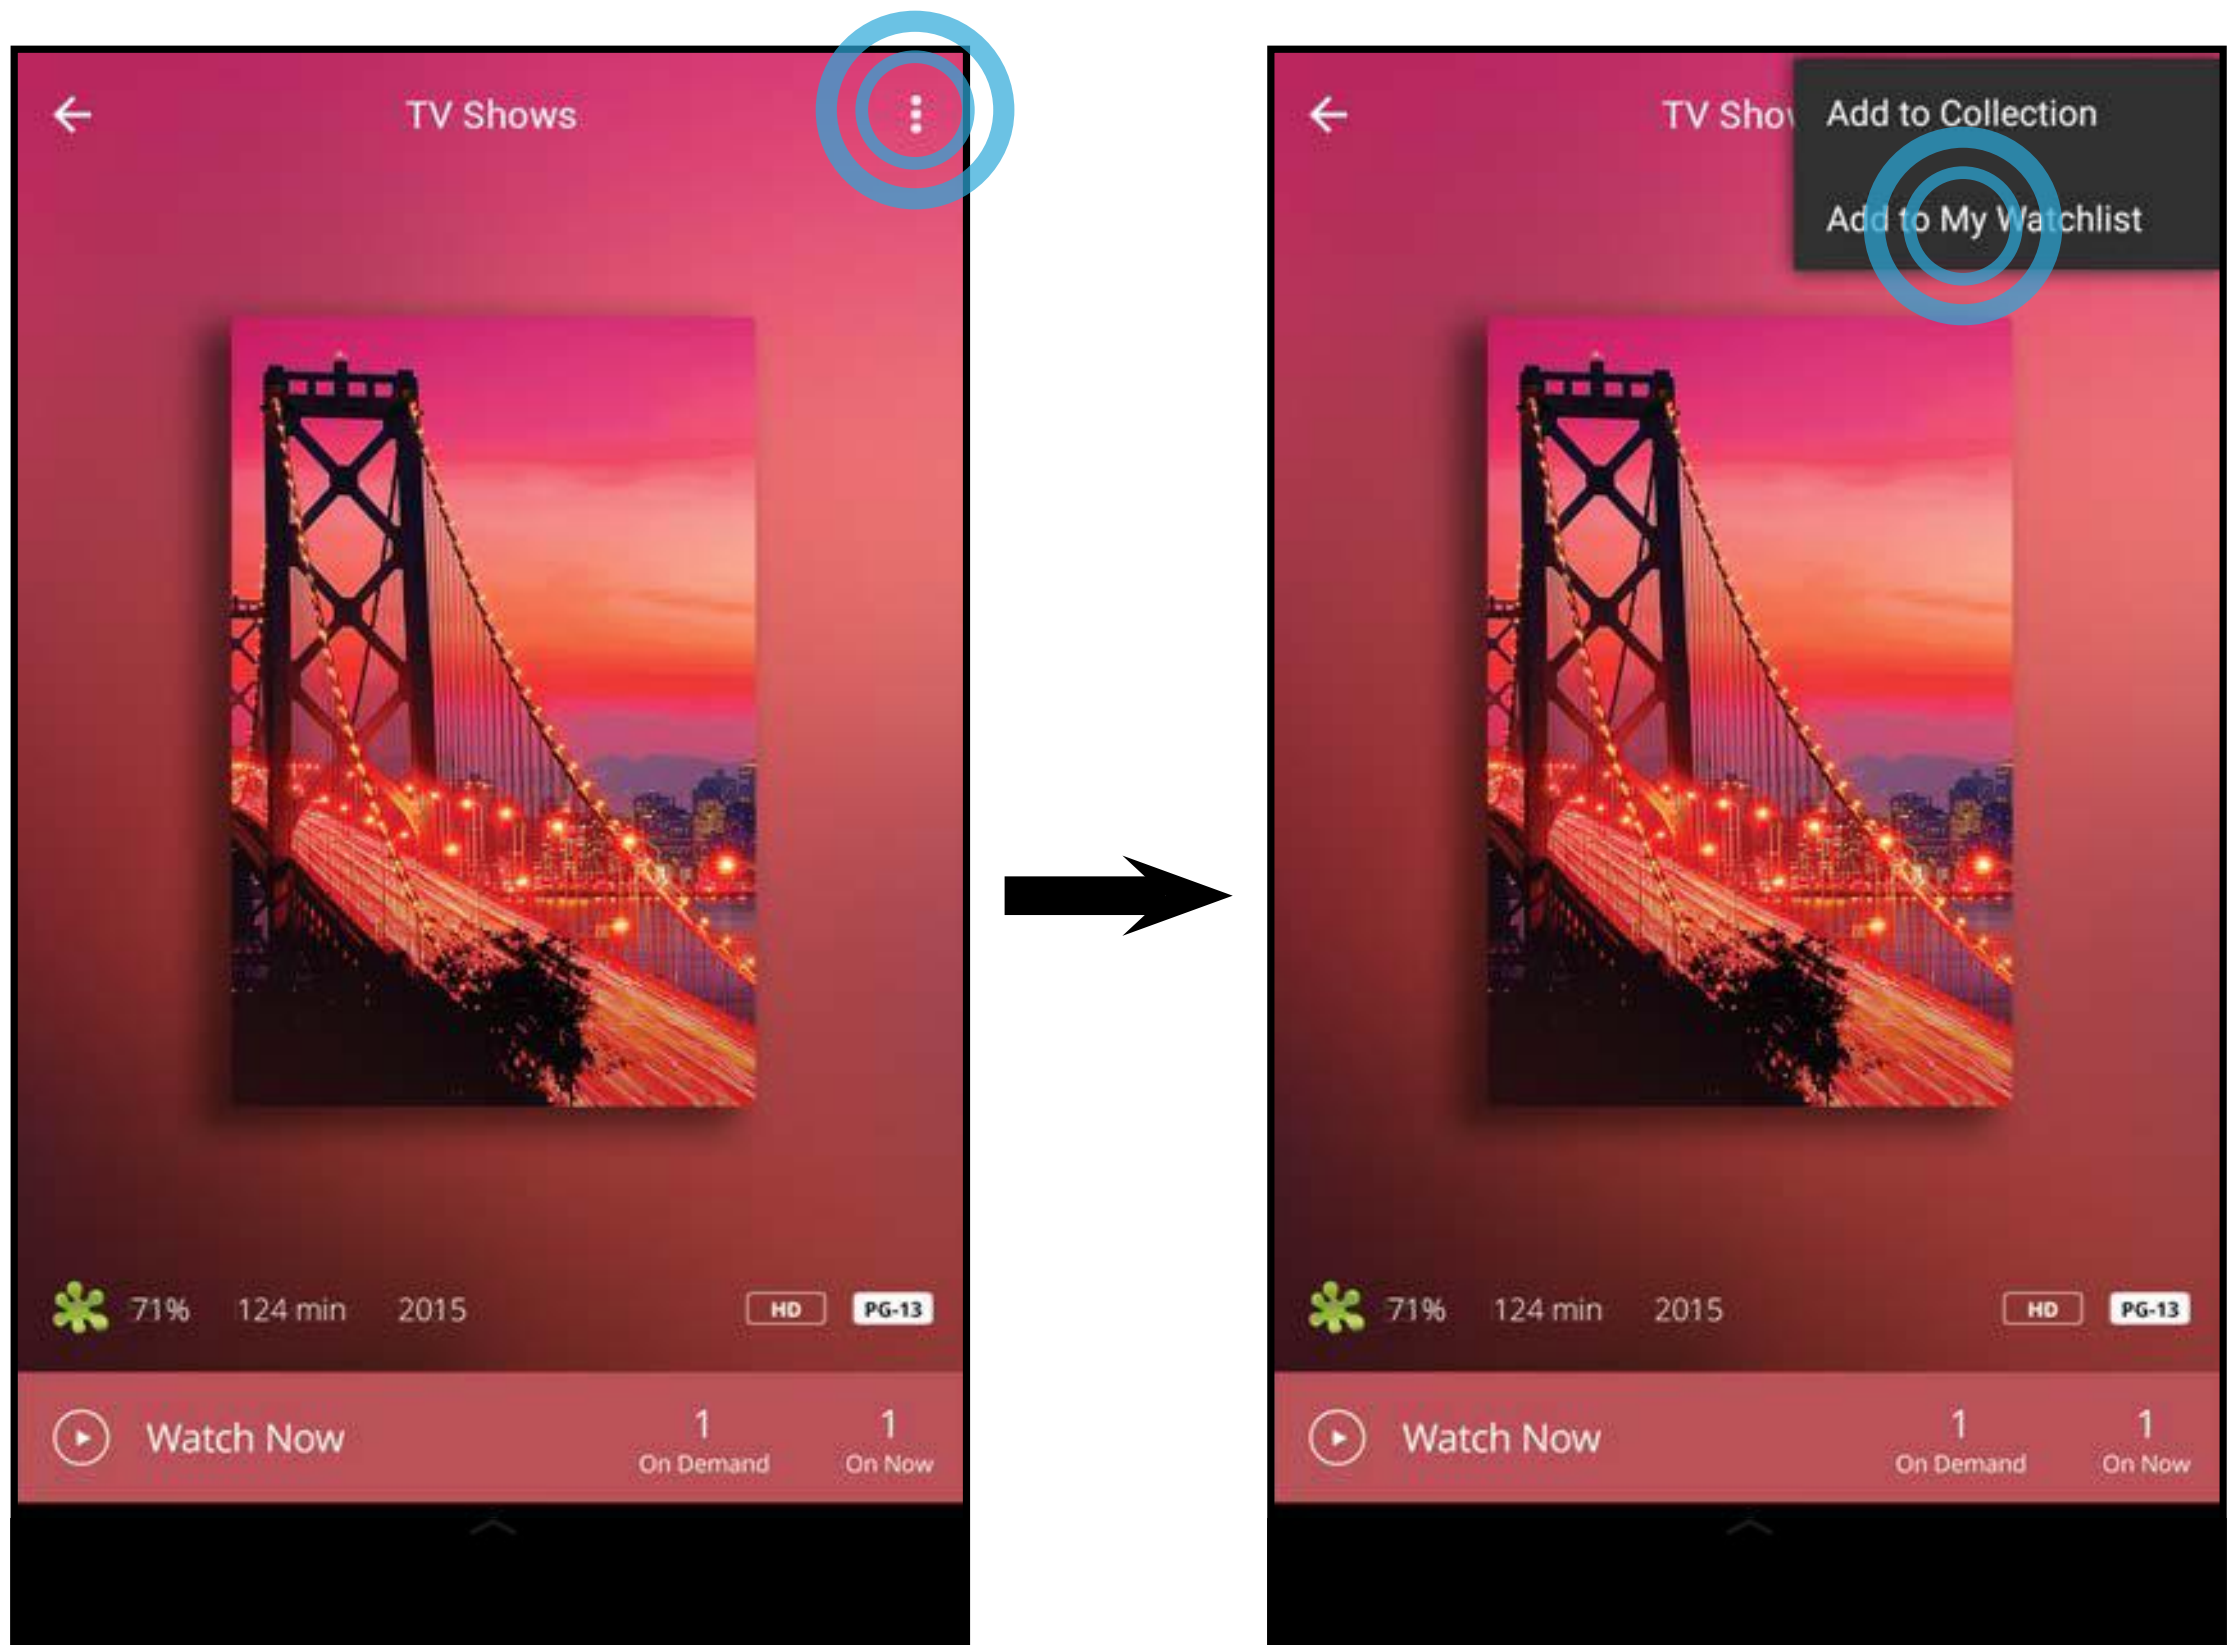 TV Shows
71% 124 min 2015 HD PG-13
Watch Now 1 On Demand 1 On Now
TV Sho
Add to Collection
Add to My Watchlist
71% 124 min 2015 HD PG-13
Watch Now 1 On Demand 1 On Now